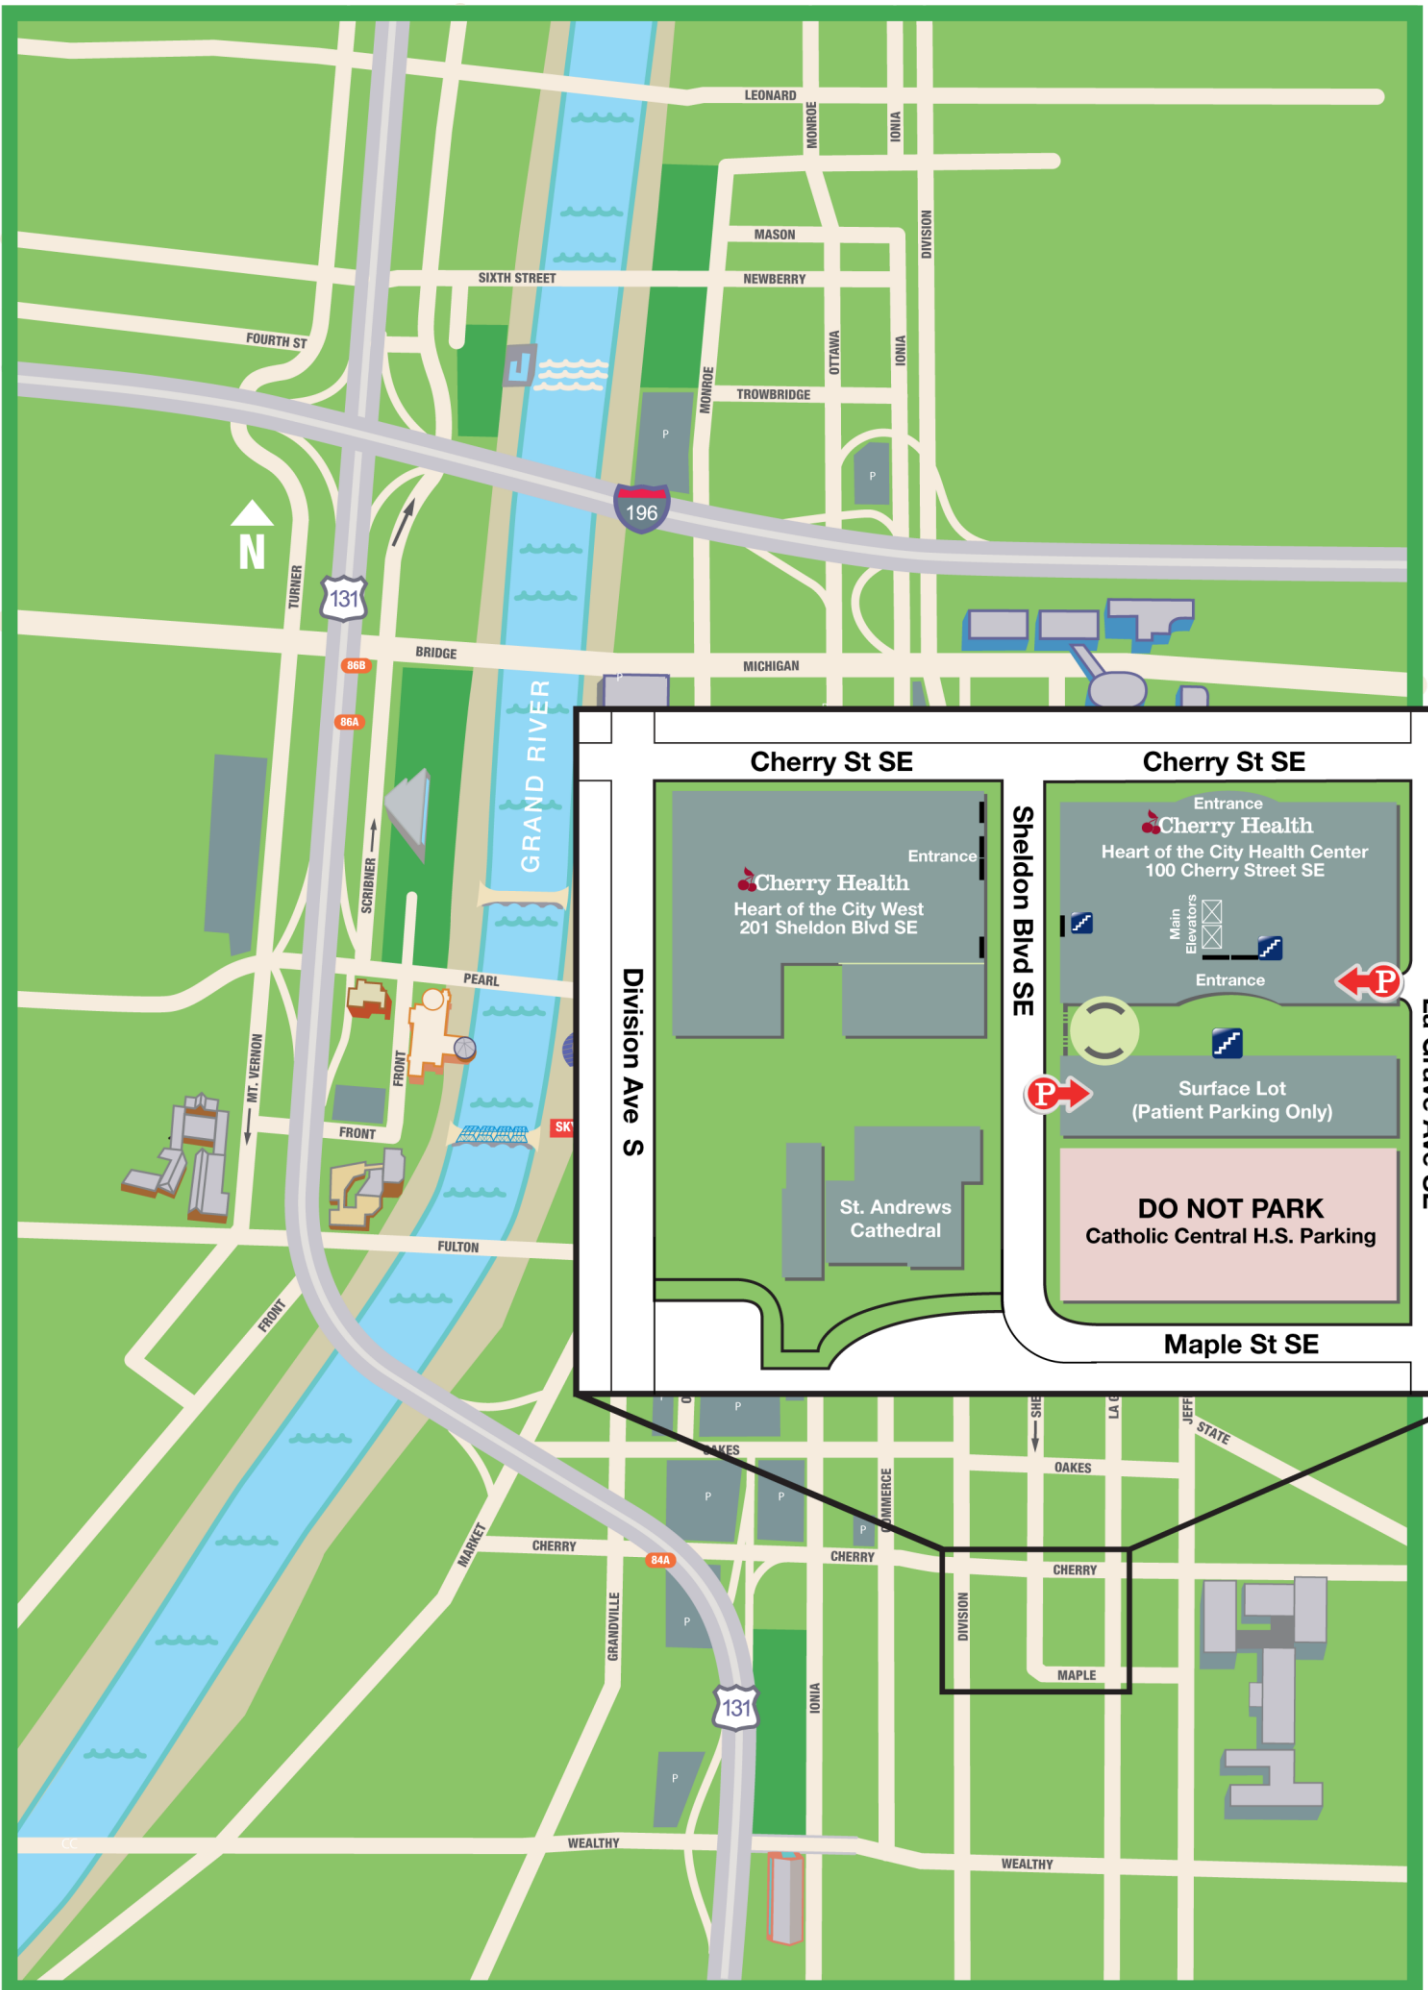 LEONARD
MONROE
IONIA
DIVISION
MASON
SIXTH STREET
NEWBERRY
FOURTH ST
OTTAWA
IONIA
MONROE
TROWBRIDGE
P
P
196
N
TURNER
131
BRIDGE
86B
MICHIGAN
P
86A
GRAND RIVER
SCRIBNER
PEARL
MT. VERNON
FRONT
FRONT
SK
FULTON
FRONT
Cherry St SE
Cherry St SE
Sheldon Blvd SE
Division Ave S
Entrance
Cherry Health
Heart of the City West
201 Sheldon Blvd SE
Entrance
Cherry Health
Heart of the City Health Center
100 Cherry Street SE
Main
Elevators
Entrance
P
P
Surface Lot
(Patient Parking Only)
DO NOT PARK
Catholic Central H.S. Parking
St. Andrews
Cathedral
Maple St SE
P
SHE
LA
JEFF
STATE
OAKES
OAKES
P
P
P
COMMERCE
MARKET
CHERRY
84A
CHERRY
CHERRY
P
GRANDVILLE
DIVISION
MAPLE
131
IONIA
P
WEALTHY
WEALTHY